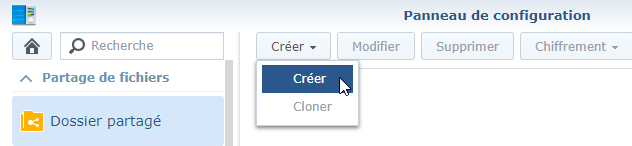 Panneau de configuration
Recherche
Créer Modifier Supprimer Chiffrement
Partage de fichiers
Créer
Cloner
Dossier partagé